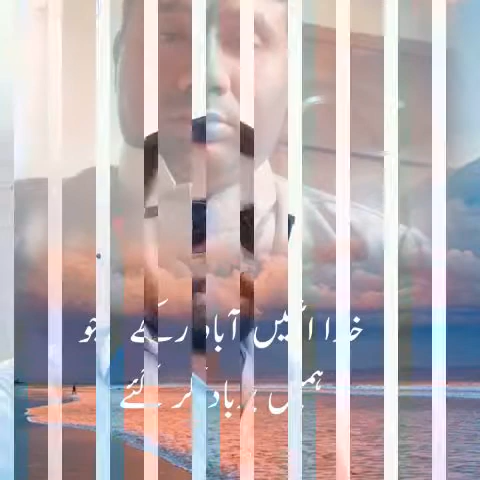 خدا انہیں آباد رکھے جو
ہمیں برباد کر گئے